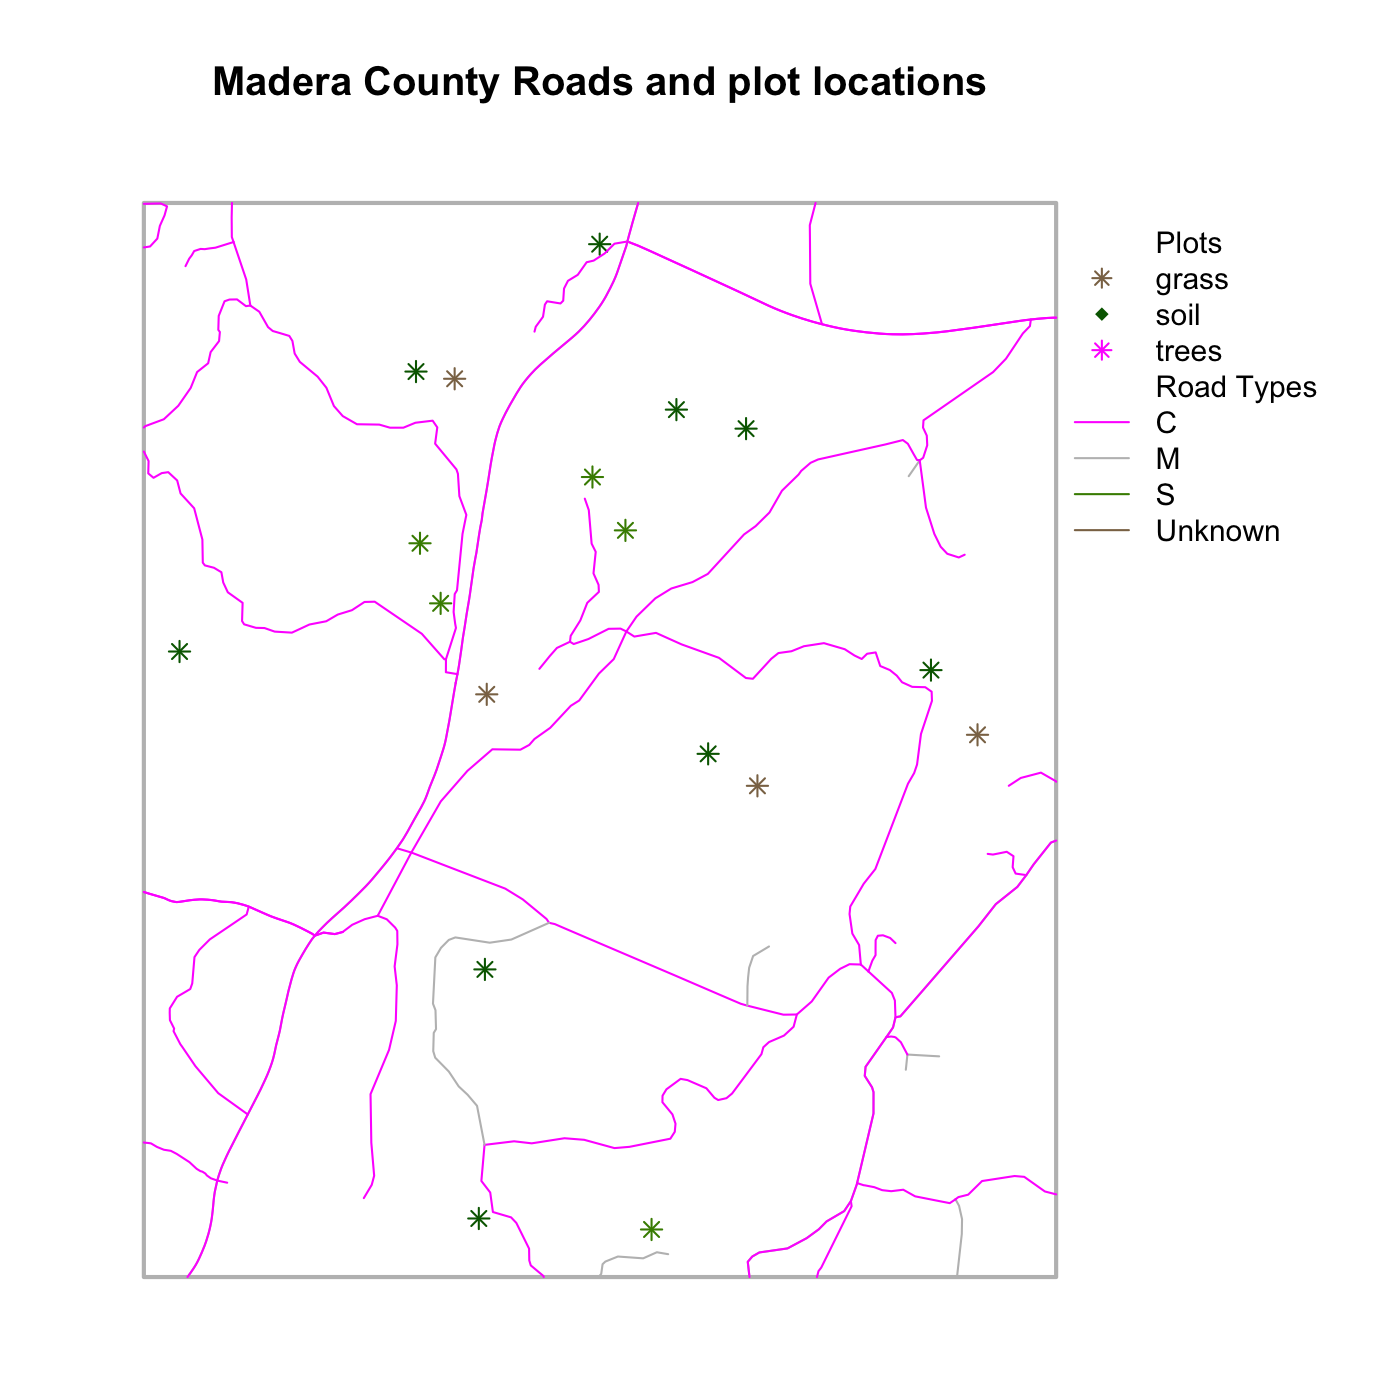 Madera County Roads and plot locations
Plots
grass
soil
trees
Road Types
C
M
S
Unknown